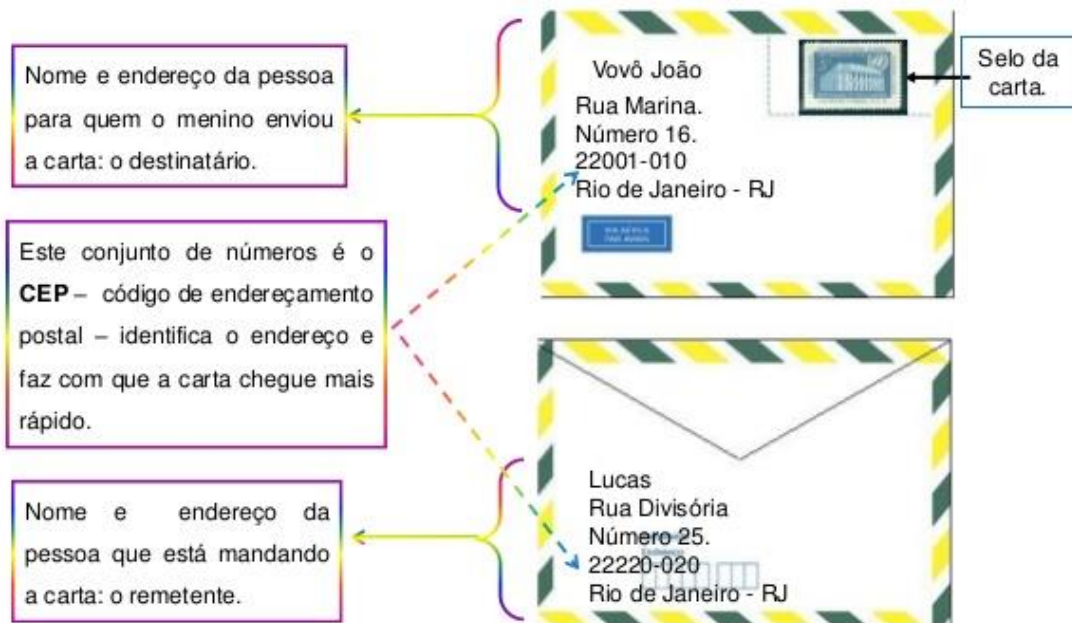 Nome e endereço da pessoa
para quem o menino enviou
a carta: o destinatário.
Vovô João
Rua Marina.
Número 16.
22001-010
Rio de Janeiro - RJ
Selo da
carta.
Este conjunto de números é o
CEP – código de endereçamento
postal – identifica o endereço e
faz com que a carta chegue mais
rápido.
Nome e endereço da
pessoa que está mandando
a carta: o remetente.
Lucas
Rua Divisória
Número 25.
22220-020
Rio de Janeiro - RJ